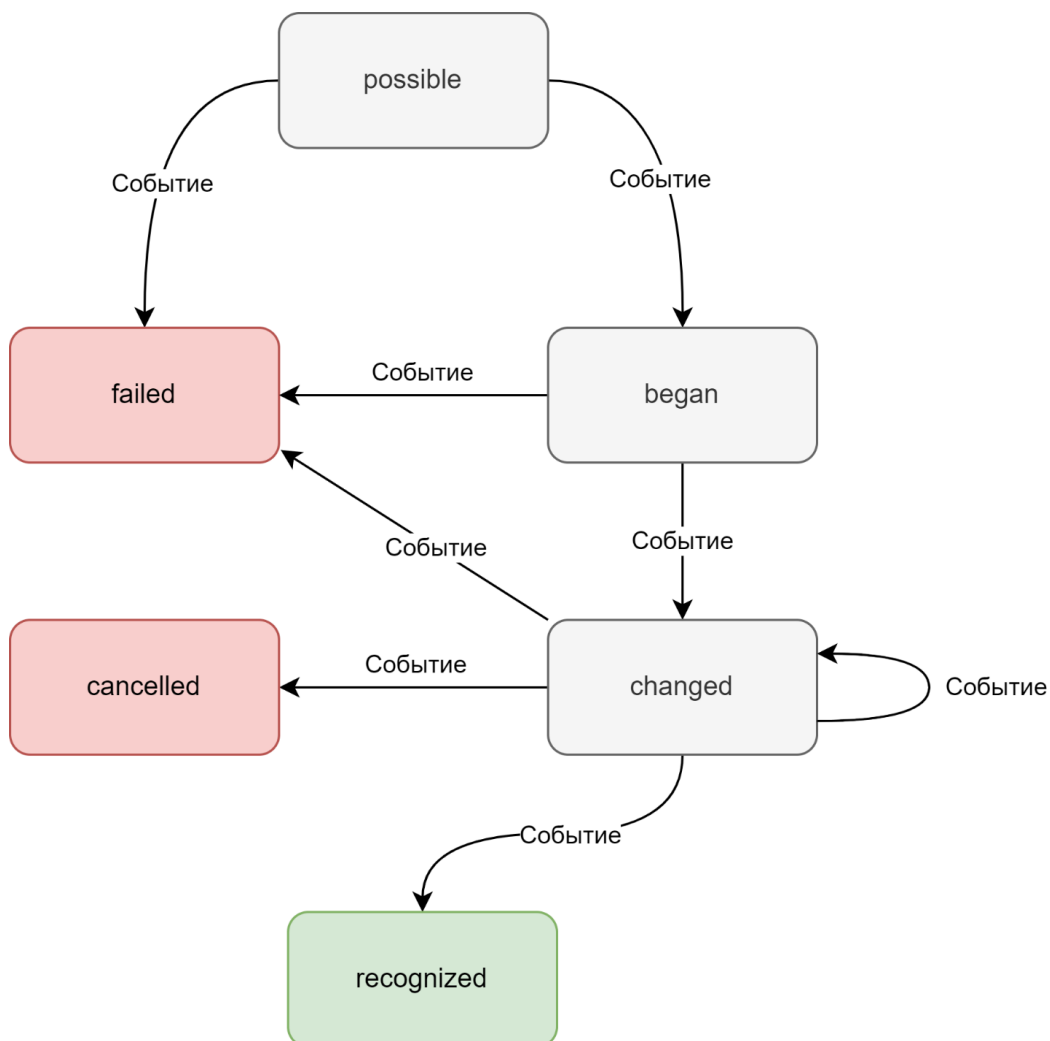 possible
Событие
Событие
failed
Событие
began
Событие
Событие
cancelled
Событие
changed
Событие
Событие
recognized